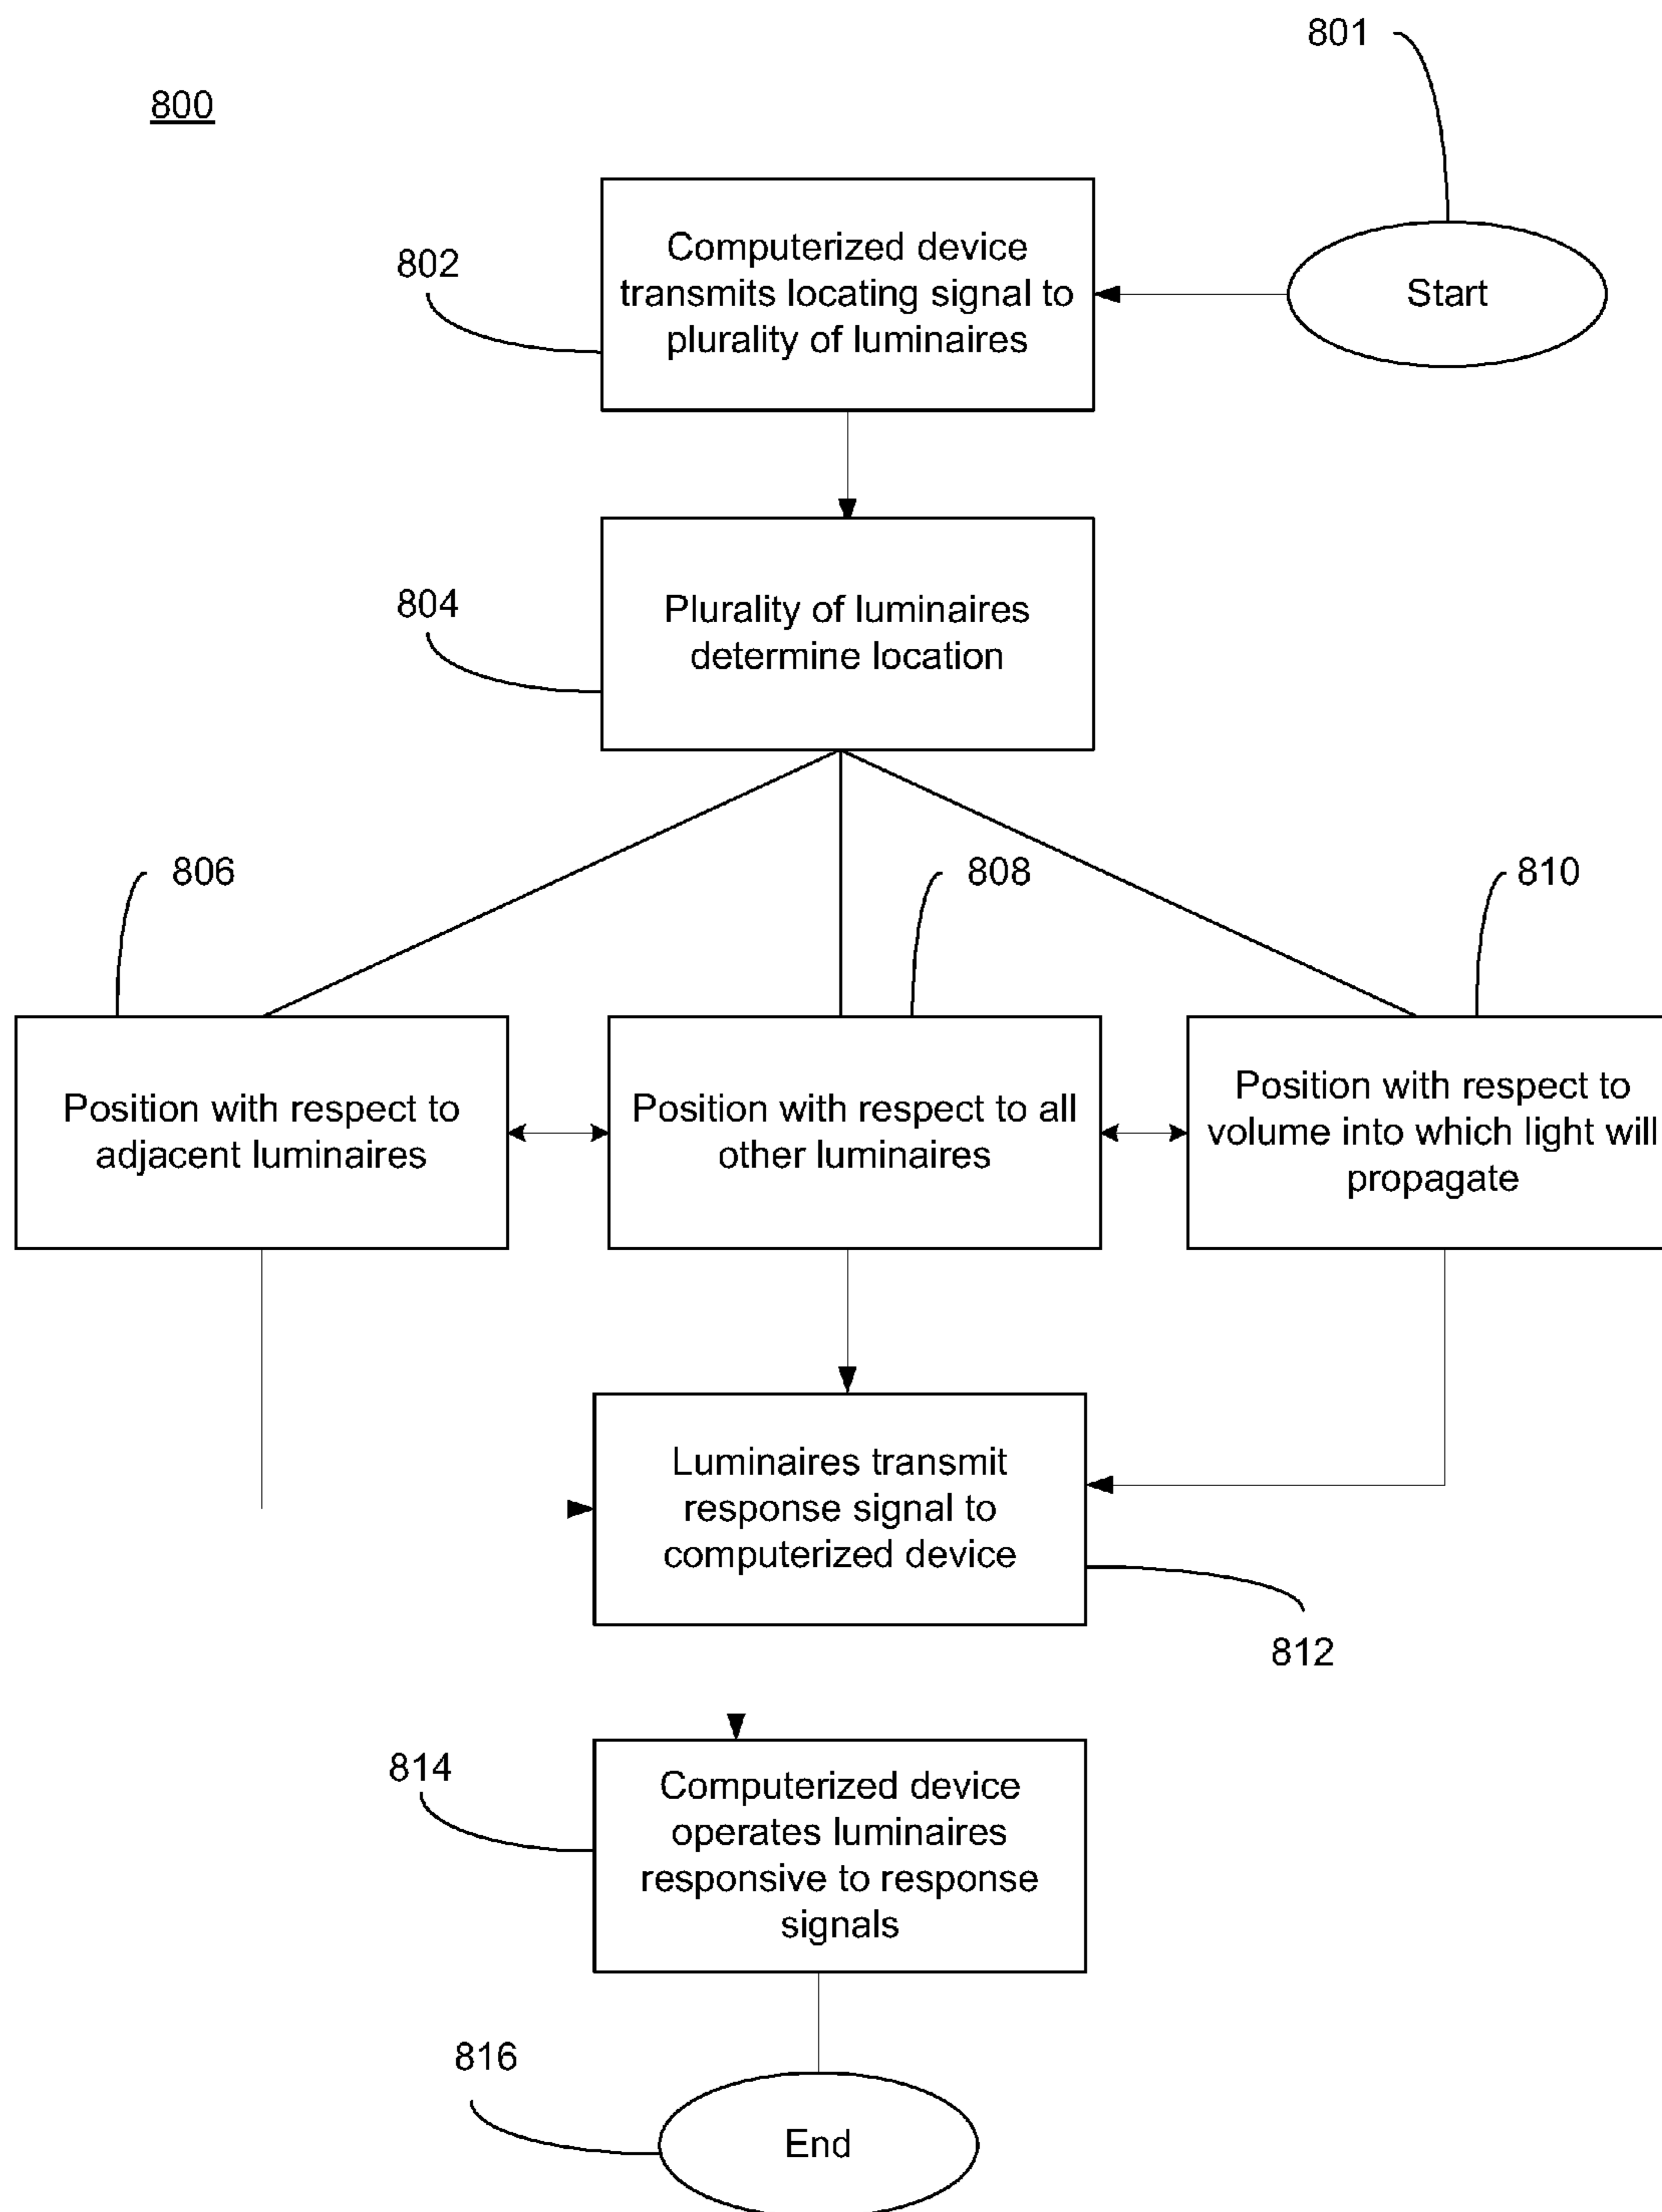 801
800
802
Computerized device
transmits locating signal to
plurality of luminaires
Start
804
Plurality of luminaires
determine location
806
808
810
Position with respect to
adjacent luminaires
Position with respect to all
other luminaires
Position with respect to
volume into which light will
propagate
Luminaires transmit
response signal to
computerized device
812
814
Computerized device
operates luminaires
responsive to response
signals
816
End